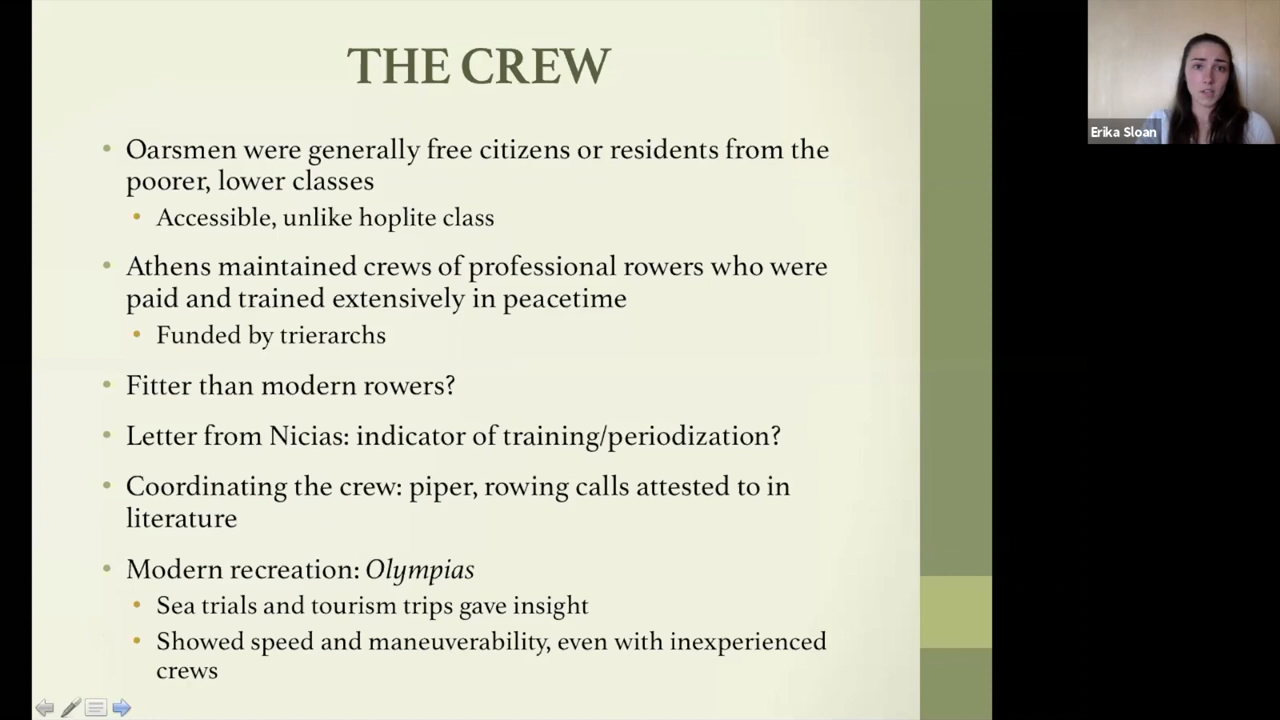 THE CREW
Oarsmen were generally free citizens or residents from the
poorer, lower classes
Accessible, unlike hoplite class
Athens maintained crews of professional rowers who were
paid and trained extensively in peacetime
Funded by trierarchs
Fitter than modern rowers?
Letter from Nicias: indicator of training/periodization?
Coordinating the crew: piper, rowing calls attested to in
literature
Modern recreation: Olympias
Sea trials and tourism trips gave insight
Showed speed and maneuverability, even with inexperienced
crews
Erika Sloan